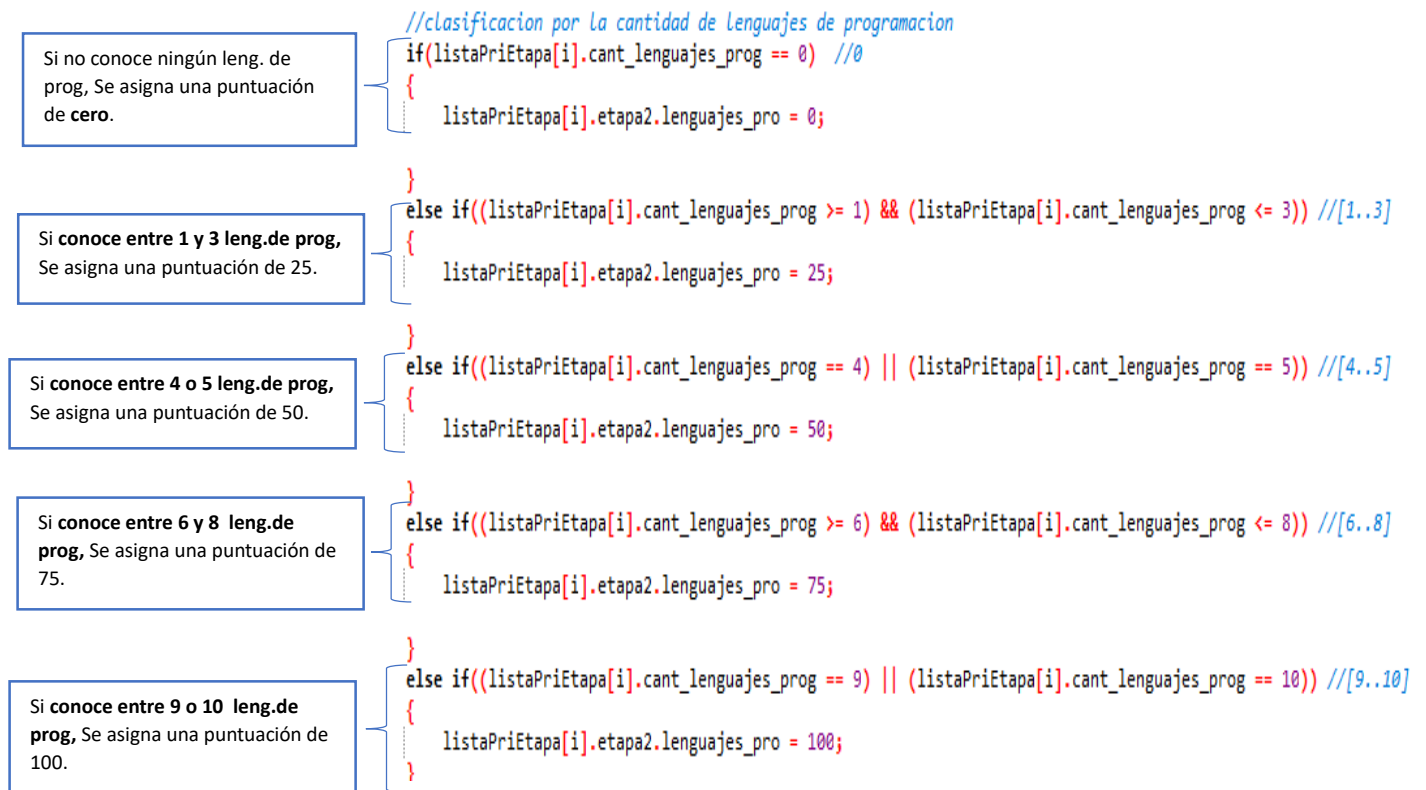 //clasificacion por la cantidad de lenguajes de programacion
Si no conoce ningún leng. de
prog, Se asigna una puntuación
de cero.
if(listaPriEtapa[i].cant_lenguajes_prog == 0) //0
{
listaPriEtapa[i].etapa2.lenguajes_pro = 0;
}
Si conoce entre 1 y 3 leng.de prog,
Se asigna una puntuación de 25.
else if((listaPriEtapa[i].cant_lenguajes_prog >= 1) && (listaPriEtapa[i].cant_lenguajes_prog <= 3)) //[1..3]
{
listaPriEtapa[i].etapa2.lenguajes_pro = 25;
}
Si conoce entre 4 o 5 leng.de prog,
Se asigna una puntuación de 50.
else if((listaPriEtapa[i].cant_lenguajes_prog == 4) || (listaPriEtapa[i].cant_lenguajes_prog == 5)) //[4..5]
{
listaPriEtapa[i].etapa2.lenguajes_pro = 50;
}
Si conoce entre 6 y 8 leng.de
prog, Se asigna una puntuación de
75.
else if((listaPriEtapa[i].cant_lenguajes_prog >= 6) && (listaPriEtapa[i].cant_lenguajes_prog <= 8)) //[6..8]
{
listaPriEtapa[i].etapa2.lenguajes_pro = 75;
}
Si conoce entre 9 o 10 leng.de
prog, Se asigna una puntuación de
100.
else if((listaPriEtapa[i].cant_lenguajes_prog == 9) || (listaPriEtapa[i].cant_lenguajes_prog == 10)) //[9..10]
{
listaPriEtapa[i].etapa2.lenguajes_pro = 100;
}